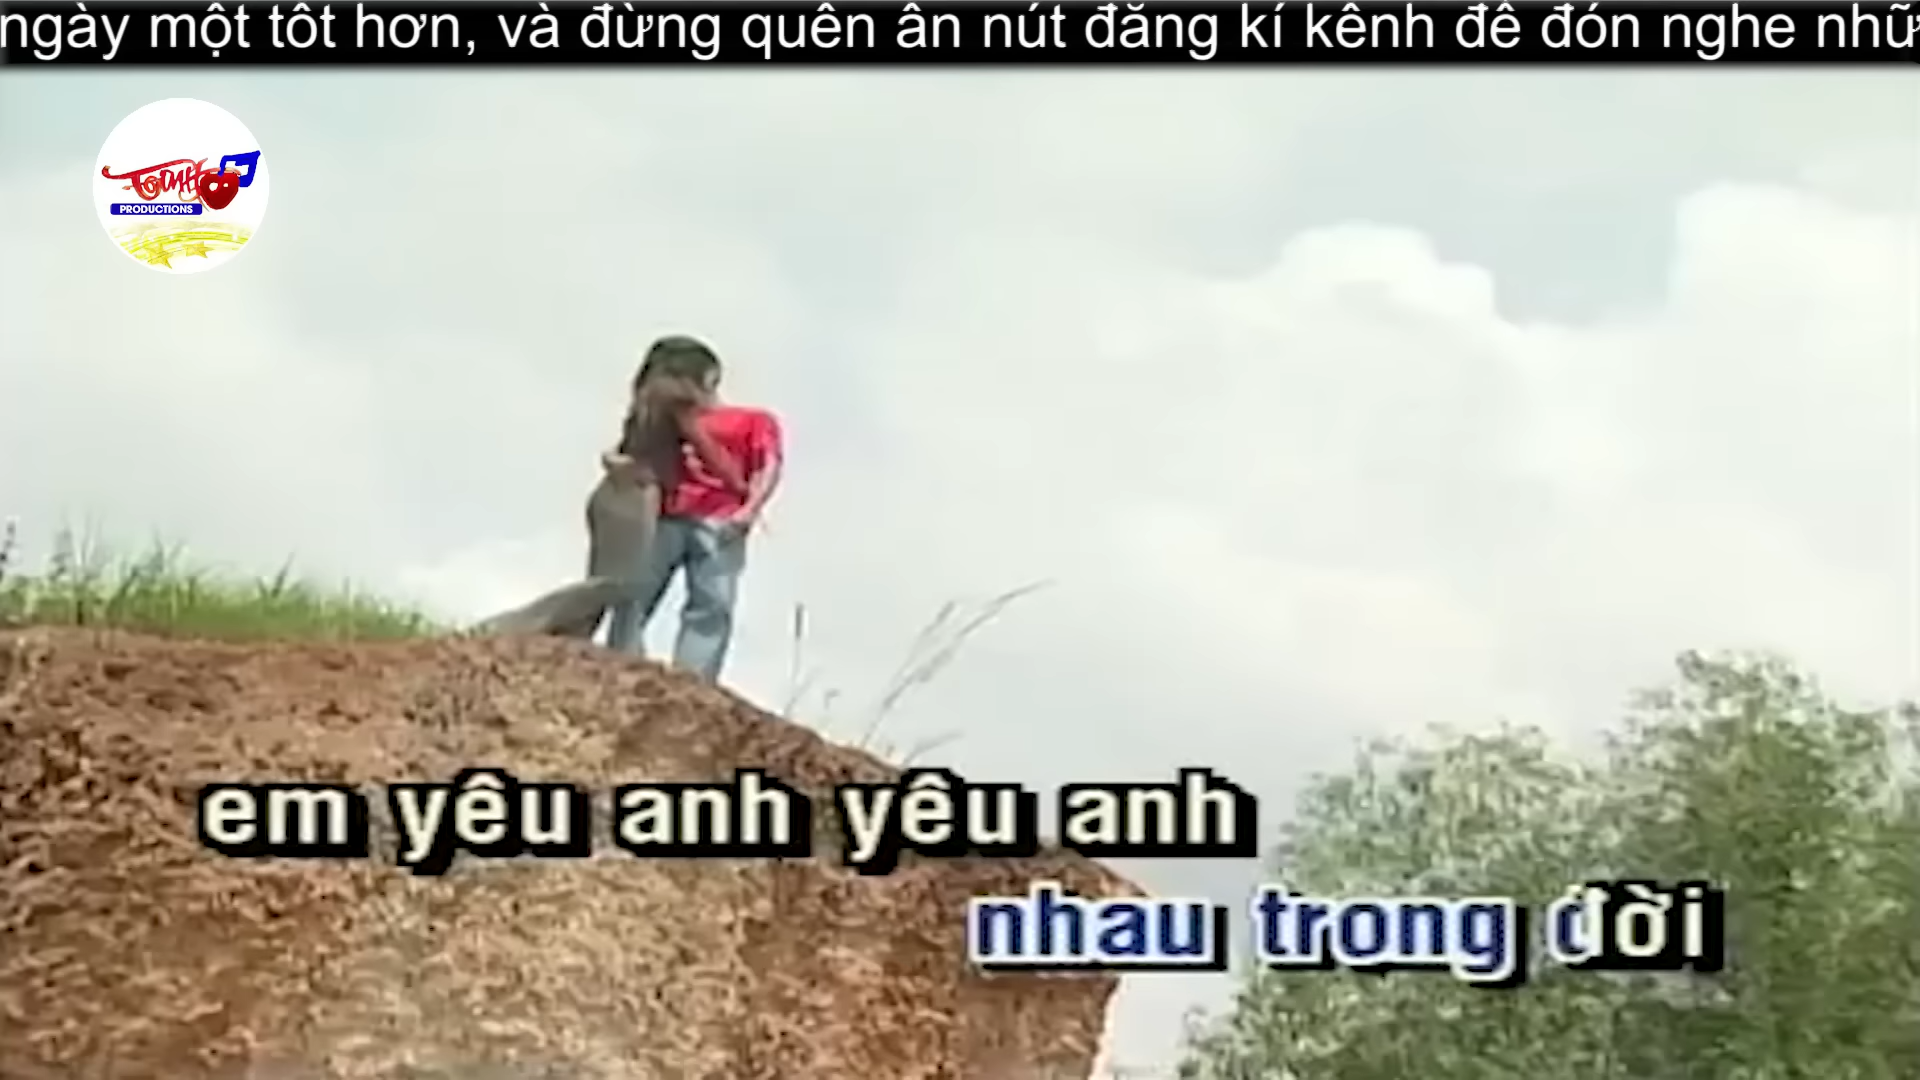 ngày một tốt hơn, và đừng quên ấn nút đăng kí kênh để đón nghe nhữ
PRODUCTIONS
em yêu anh yêu anh
nhau trong đời